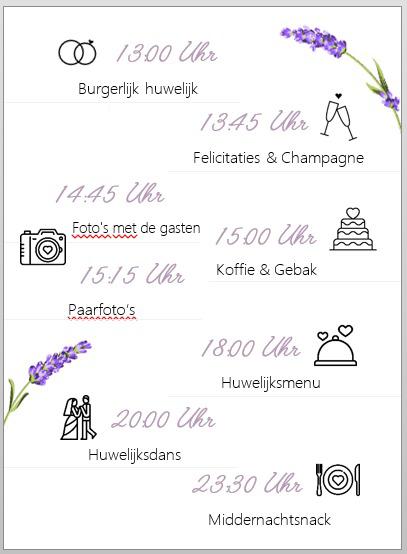 13:00 Uhr
Burgerlijk huwelijk
13:45 Uhr
Felicitaties & Champagne
14:45 Uhr
Foto's met de gasten
15:00 Uhr
Koffie & Gebak
15:15 Uhr
Paarfoto's
18:00 Uhr
Huwelijksmenu
20:00 Uhr
Huwelijksdans
23:30 Uhr
Middernachtsnack